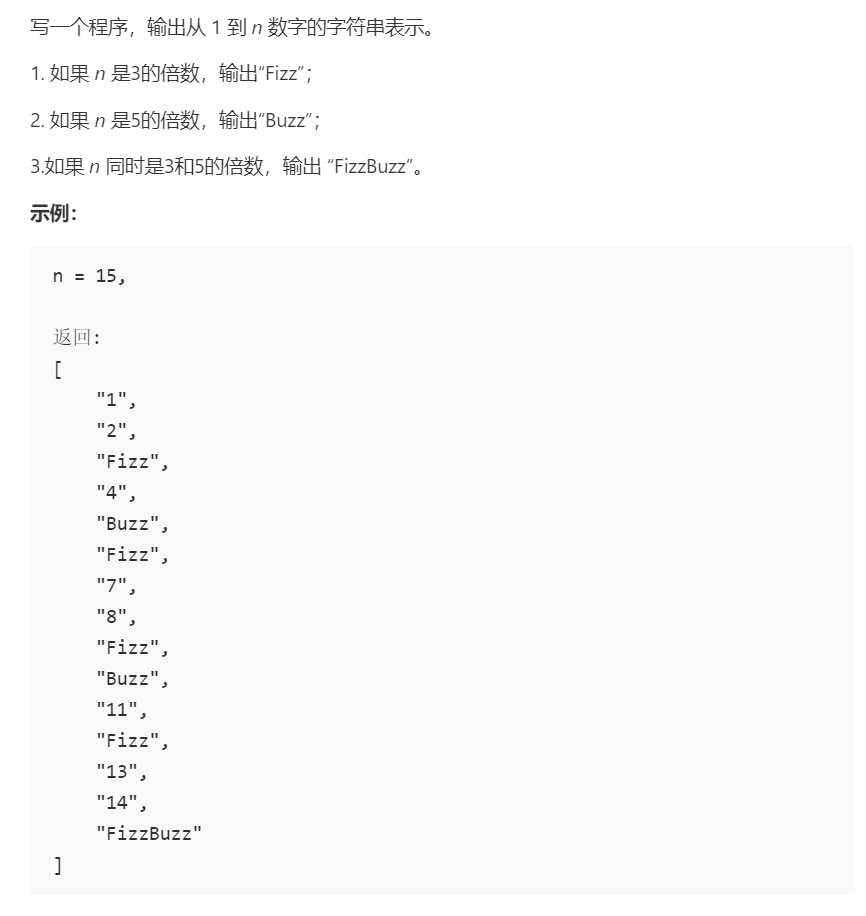 写一个程序，输出从 1 到 n 数字的字符串表示。
1. 如果 n 是3的倍数，输出“Fizz”；
2. 如果 n 是5的倍数，输出“Buzz”；
3.如果 n 同时是3和5的倍数，输出 “FizzBuzz”。
示例：
n = 15,
返回:
[
    "1",
    "2",
    "Fizz",
    "4",
    "Buzz",
    "Fizz",
    "7",
    "8",
    "Fizz",
    "Buzz",
    "11",
    "Fizz",
    "13",
    "14",
    "FizzBuzz"
]